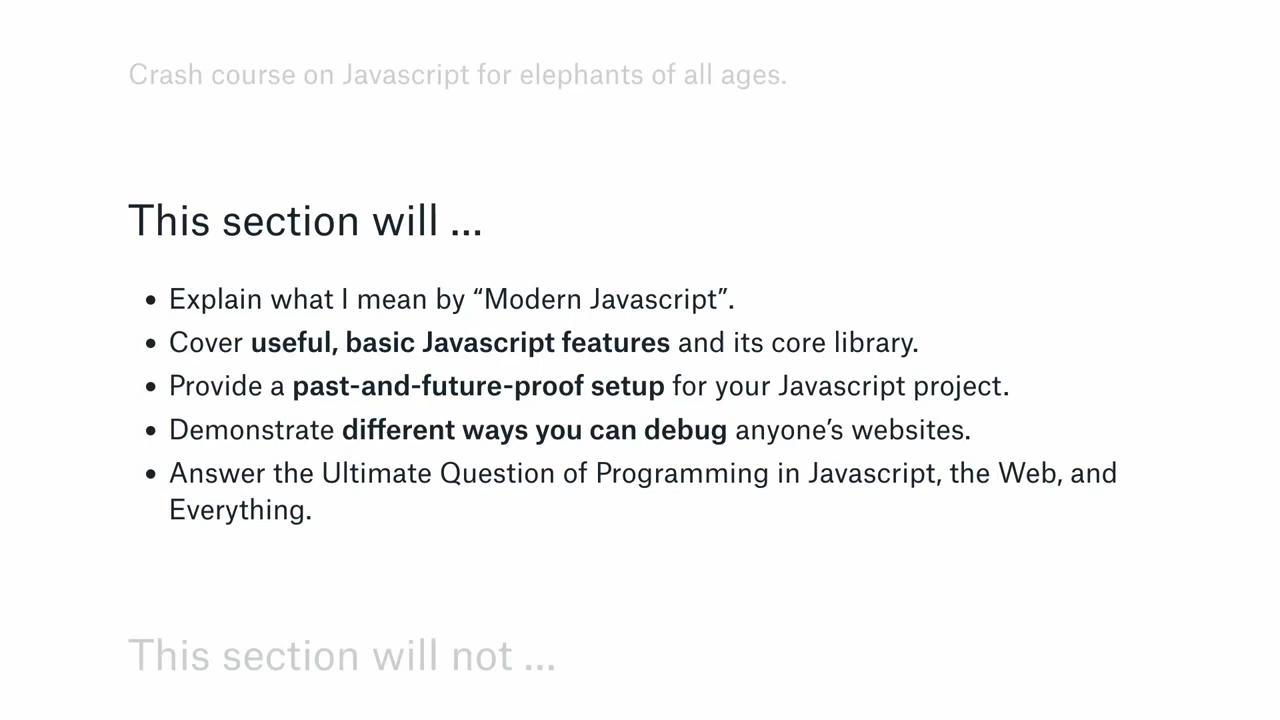 Crash course on Javascript for elephants of all ages.
This section will ...
• Explain what I mean by “Modern Javascript”.
• Cover useful, basic Javascript features and its core library.
• Provide a past-and-future-proof setup for your Javascript project.
• Demonstrate different ways you can debug anyone’s websites.
• Answer the Ultimate Question of Programming in Javascript, the Web, and
Everything.
This section will not ...